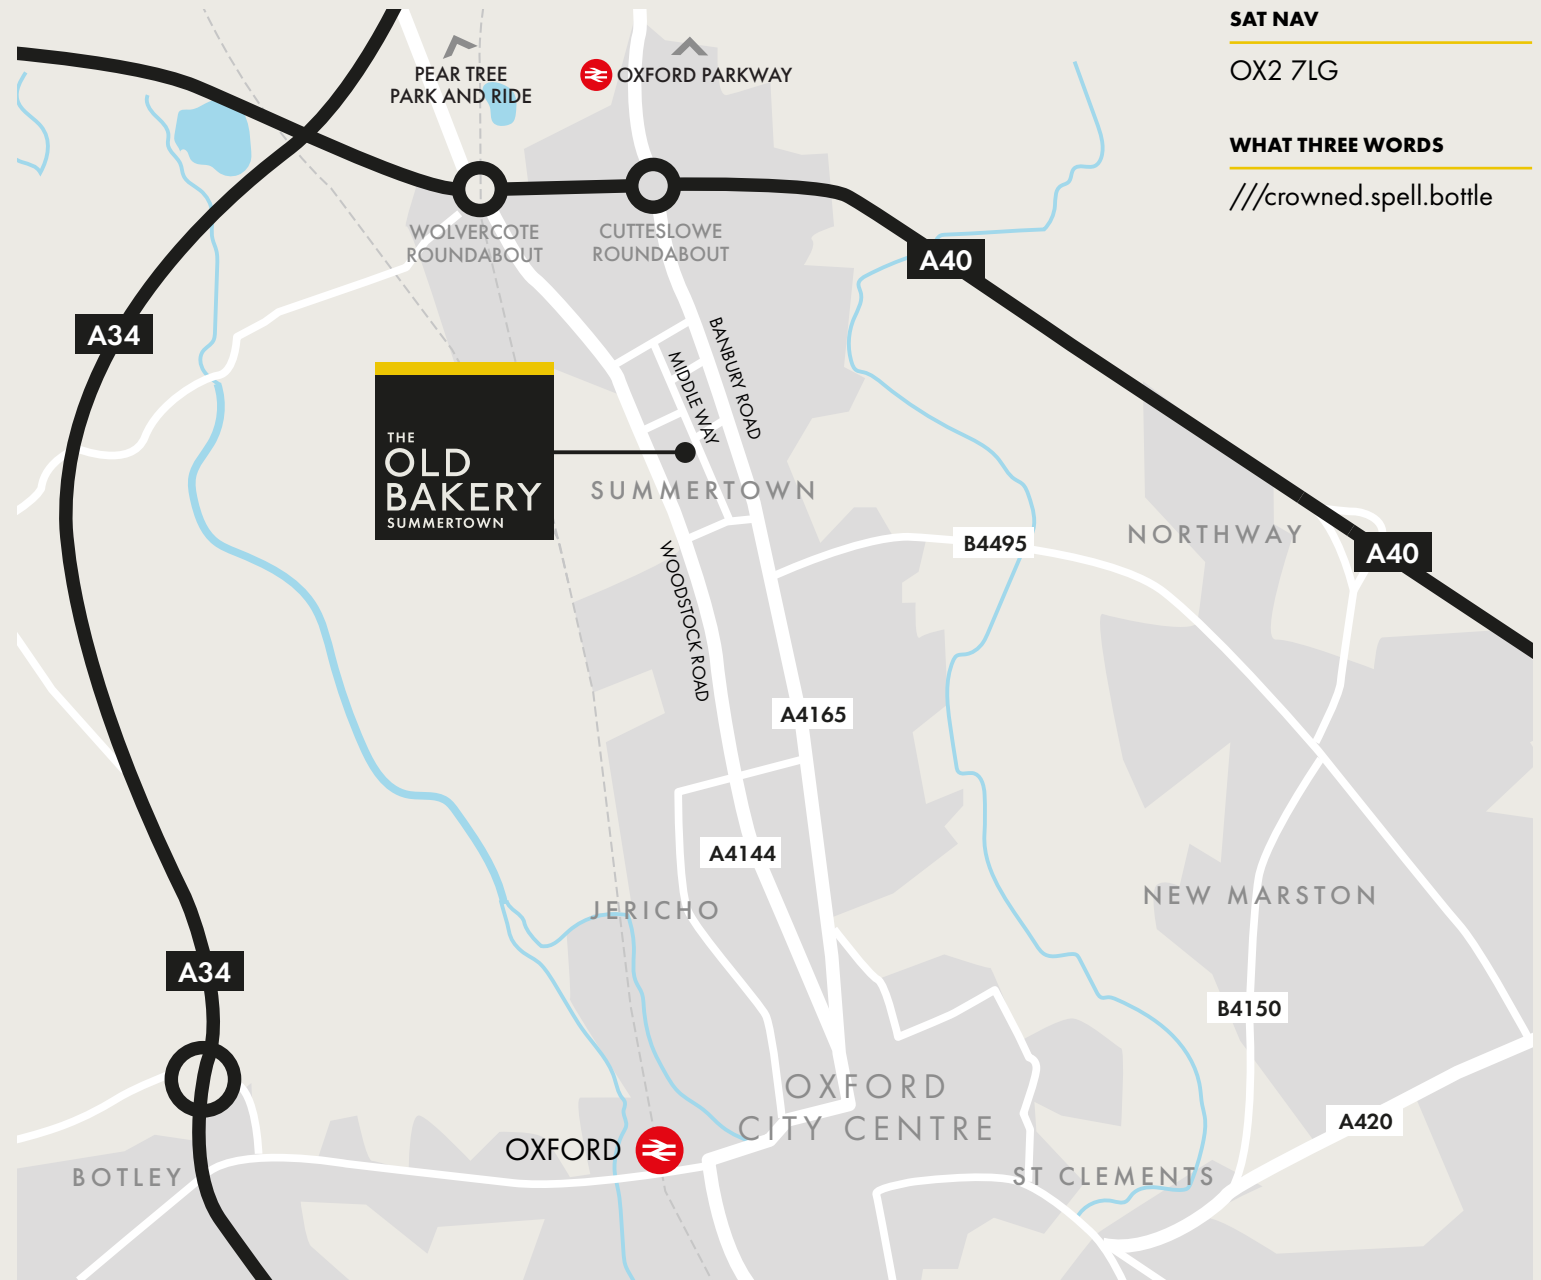 SAT NAV
OX2 7LG
WHAT THREE WORDS
///crowned.spell.bottle
PEAR TREE
PARK AND RIDE
OXFORD PARKWAY
WOLVERCOTE
ROUNDABOUT
CUTTESLOWE
ROUNDABOUT
A40
A34
BANBURY ROAD
MIDDLE WAY
THE
OLD
BAKERY
SUMMERTOWN
SUMMERTOWN
B4495
NORTHWAY
A40
WOODSTOCK ROAD
A4165
A4144
JERICHO
NEW MARSTON
A34
B4150
OXFORD
CITY CENTRE
A420
OXFORD
BOTLEY
ST CLEMENTS